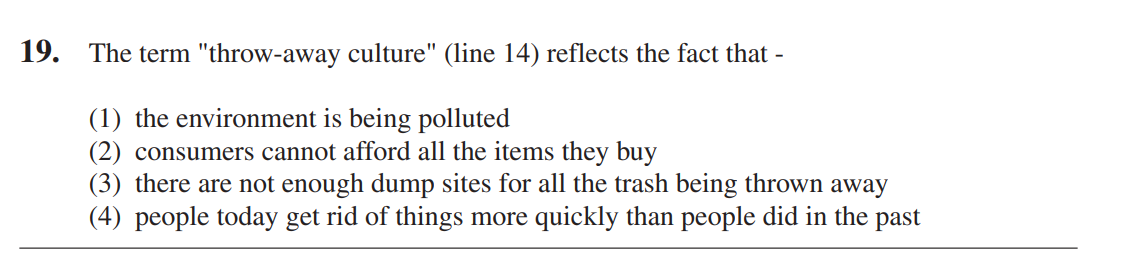 19. The term "throw-away culture" (line 14) reflects the fact that -
(1) the environment is being polluted
(2) consumers cannot afford all the items they buy
(3) there are not enough dump sites for all the trash being thrown away
(4) people today get rid of things more quickly than people did in the past